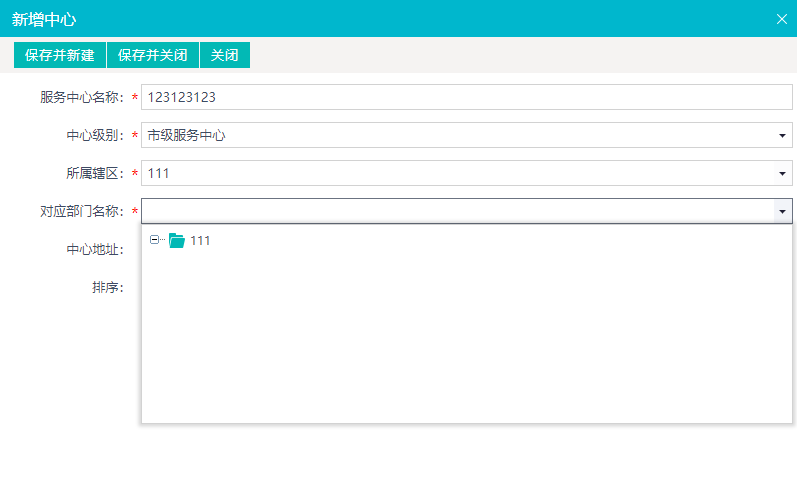 新增中心
保存并新建 保存并关闭 关闭
服务中心名称：* 123123123
中心级别：* 市级服务中心
所属辖区：* 111
对应部门名称：*
111
中心地址：
排序：